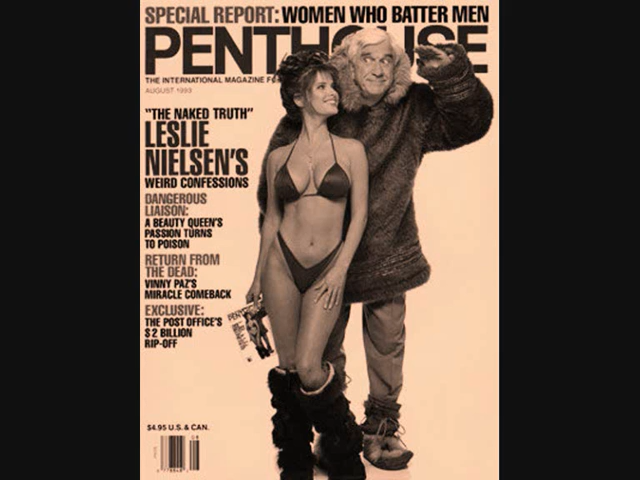 SPECIAL REPORT: WOMEN WHO BATTER MEN
PENTHOUSE
THE INTERNATIONAL MAGAZINE FO
AUGUST 1993
"THE NAKED TRUTH"
LESLIE
NIELSEN'S
WEIRD CONFESSIONS
DANGEROUS
LIAISON:
A BEAUTY QUEEN'S
PASSION TURNS
TO POISON
RETURN FROM
THE DEAD:
VINNY PAZ'S
MIRACLE COMEBACK
EXCLUSIVE:
THE POST OFFICE'S
$2 BILLION
RIP-OFF
$4.95 U.S. & CAN.
08